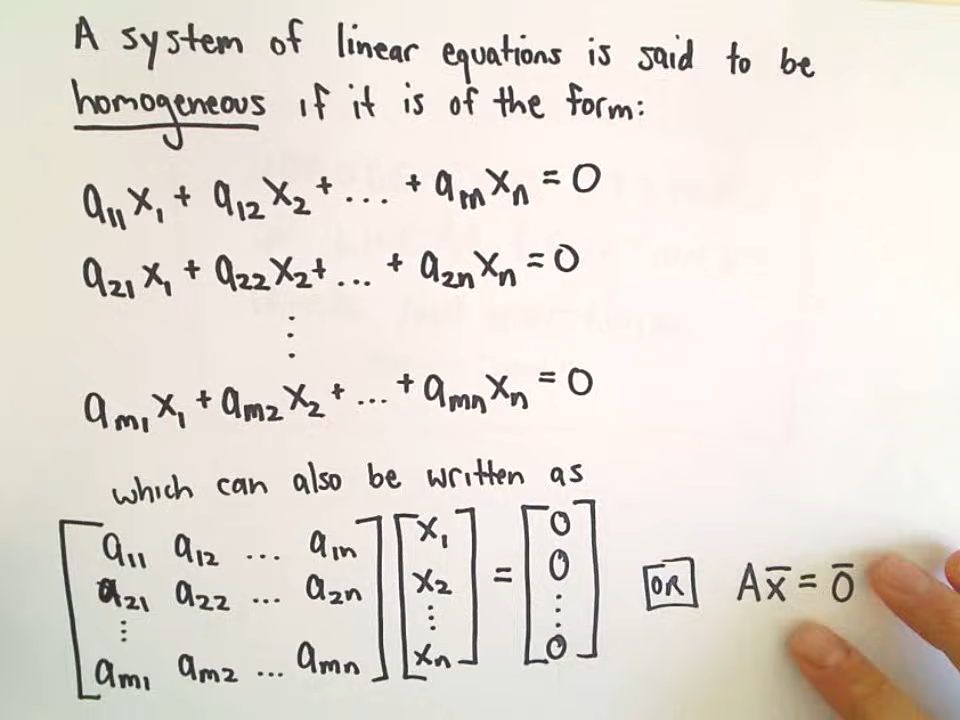 A system of linear equations is said to be
homogeneous if it is of the form:
a₁₁x₁ + a₁₂x₂ + ... + a₁ₙxₙ = 0
a₂₁x₁ + a₂₂x₂ + ... + a₂ₙxₙ = 0
⋮
aₘ₁x₁ + aₘ₂x₂ + ... + aₘₙxₙ = 0
which can also be written as
[a₁₁ a₁₂ ... a₁ₙ] [x₁] [0]
[a₂₁ a₂₂ ... a₂ₙ] [x₂] = [0] OR Ax̄ = 0̄
[⋮] [⋮] [⋮]
[aₘ₁ aₘ₂ ... aₘₙ] [xₙ] [0]